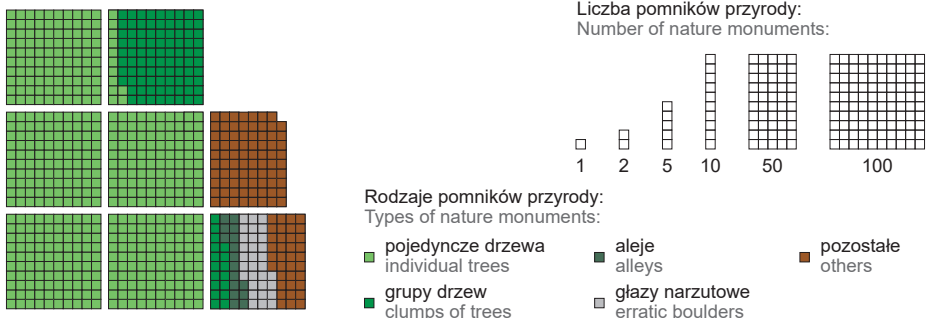 Liczba pomników przyrody:
Number of nature monuments:
1 2 5 10 50 100
Rodzaje pomników przyrody:
Types of nature monuments:
pojedyncze drzewa
individual trees
aleje
alleys
pozostałe
others
grupy drzew
clumps of trees
głazy narzutowe
erratic boulders